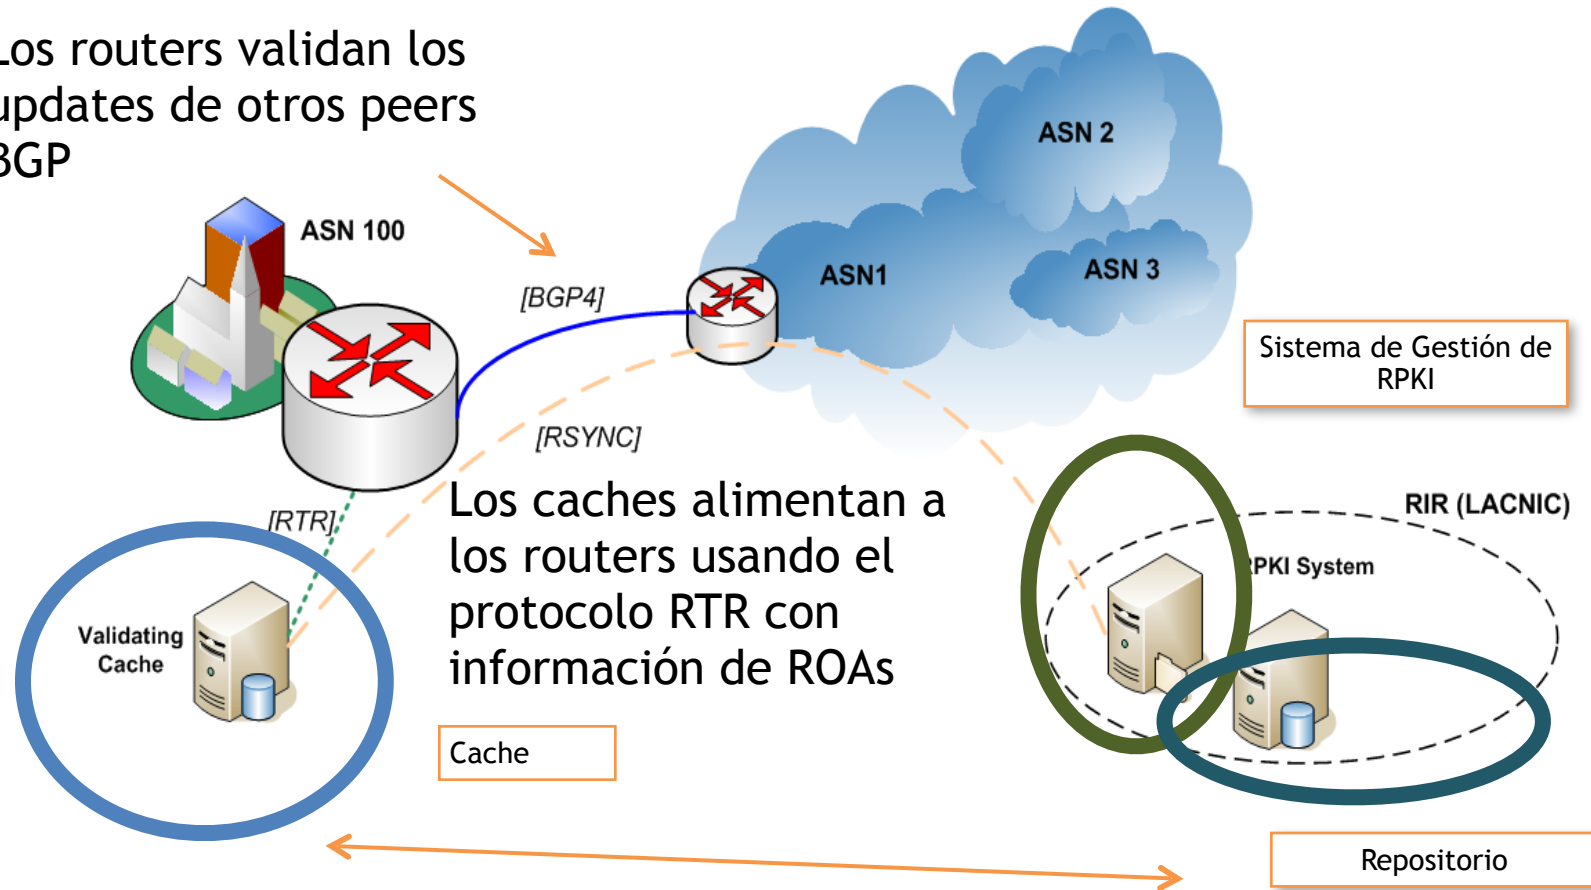 Los routers validan los
updates de otros peers
BGP
ASN 100
ASN 2
ASN1
ASN 3
[BGP4]
Sistema de Gestión de
RPKI
[RSYNC]
Los caches alimentan a
los routers usando el
protocolo RTR con
información de ROAs
[RTR]
RIR (LACNIC)
RPKI System
Validating
Cache
Cache
Repositorio